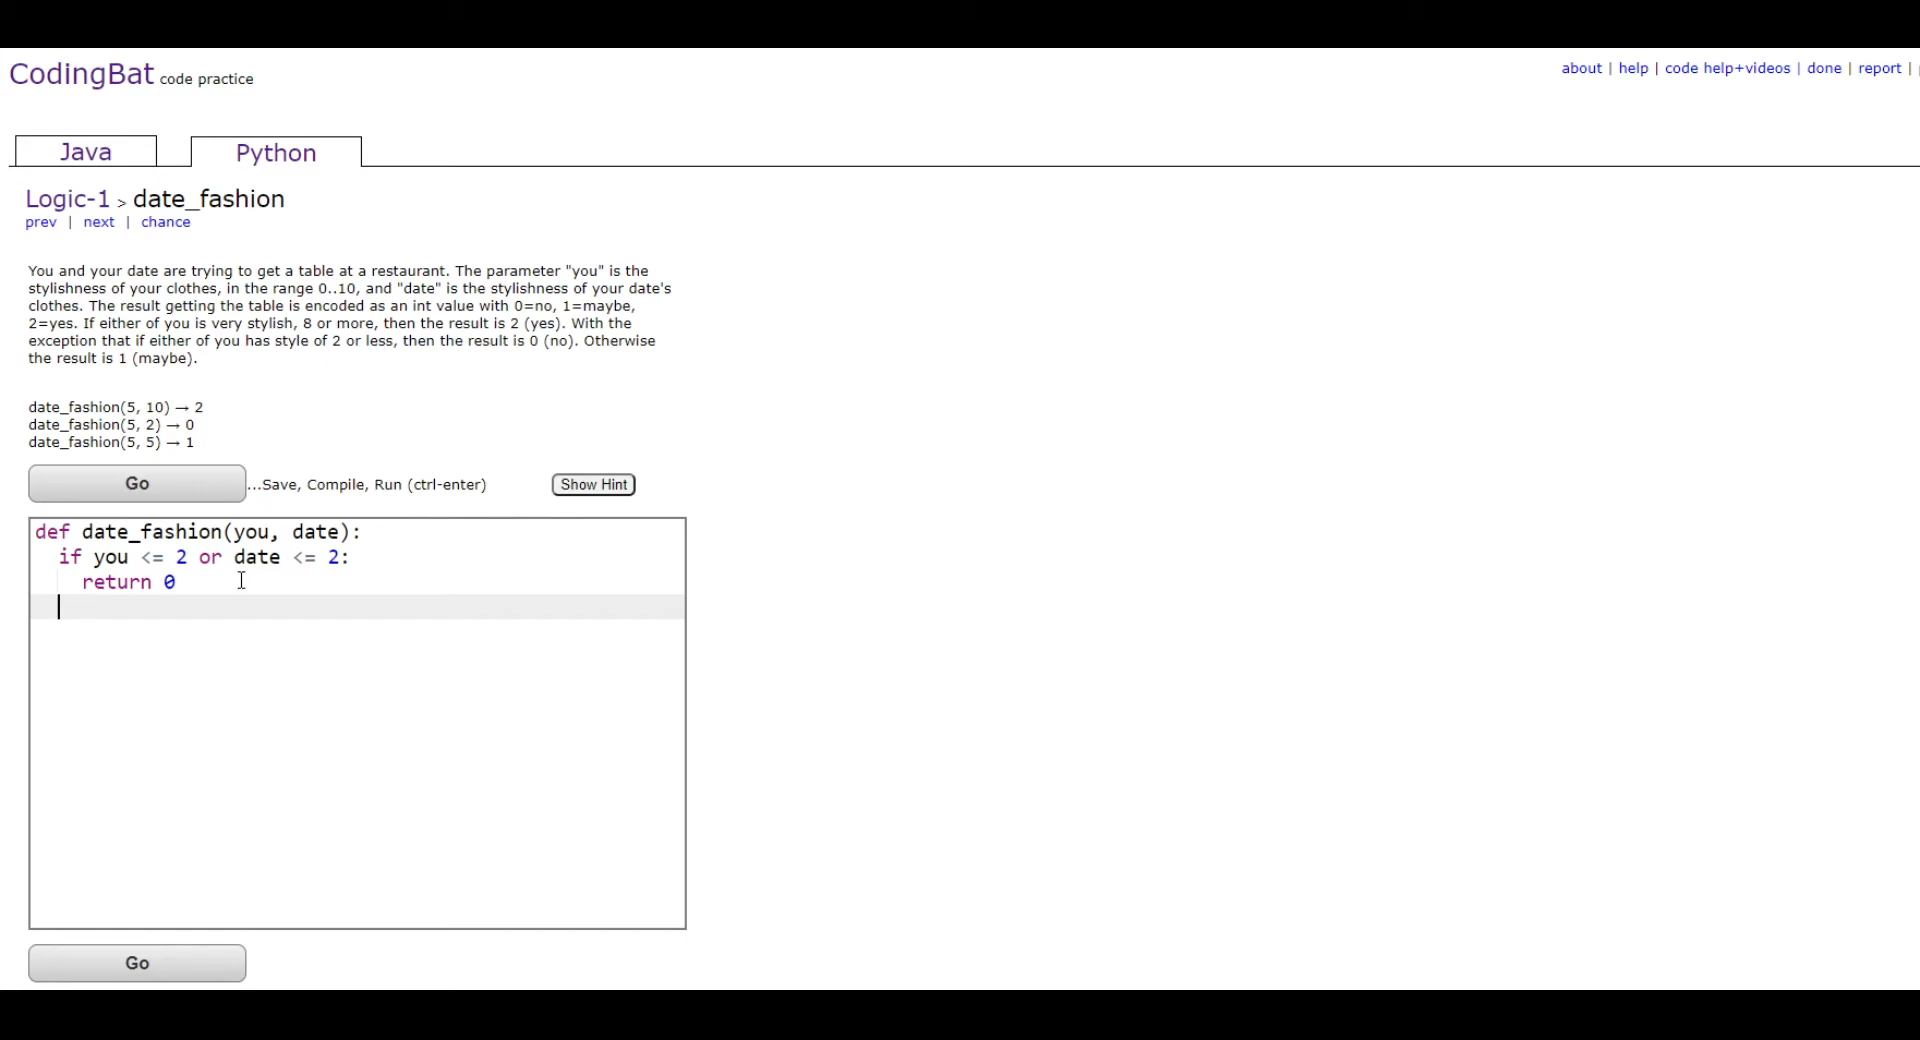 CodingBat code practice
about | help | code help+videos | done | report |
Java
Python
Logic-1 > date_fashion
prev | next | chance
You and your date are trying to get a table at a restaurant. The parameter "you" is the
stylishness of your clothes, in the range 0..10, and "date" is the stylishness of your date's
clothes. The result getting the table is encoded as an int value with 0=no, 1=maybe,
2=yes. If either of you is very stylish, 8 or more, then the result is 2 (yes). With the
exception that if either of you has style of 2 or less, then the result is 0 (no). Otherwise
the result is 1 (maybe).
date_fashion(5, 10) → 2
date_fashion(5, 2) → 0
date_fashion(5, 5) → 1
Go ...Save, Compile, Run (ctrl-enter) Show Hint
def date_fashion(you, date):
  if you <= 2 or date <= 2:
    return 0
Go